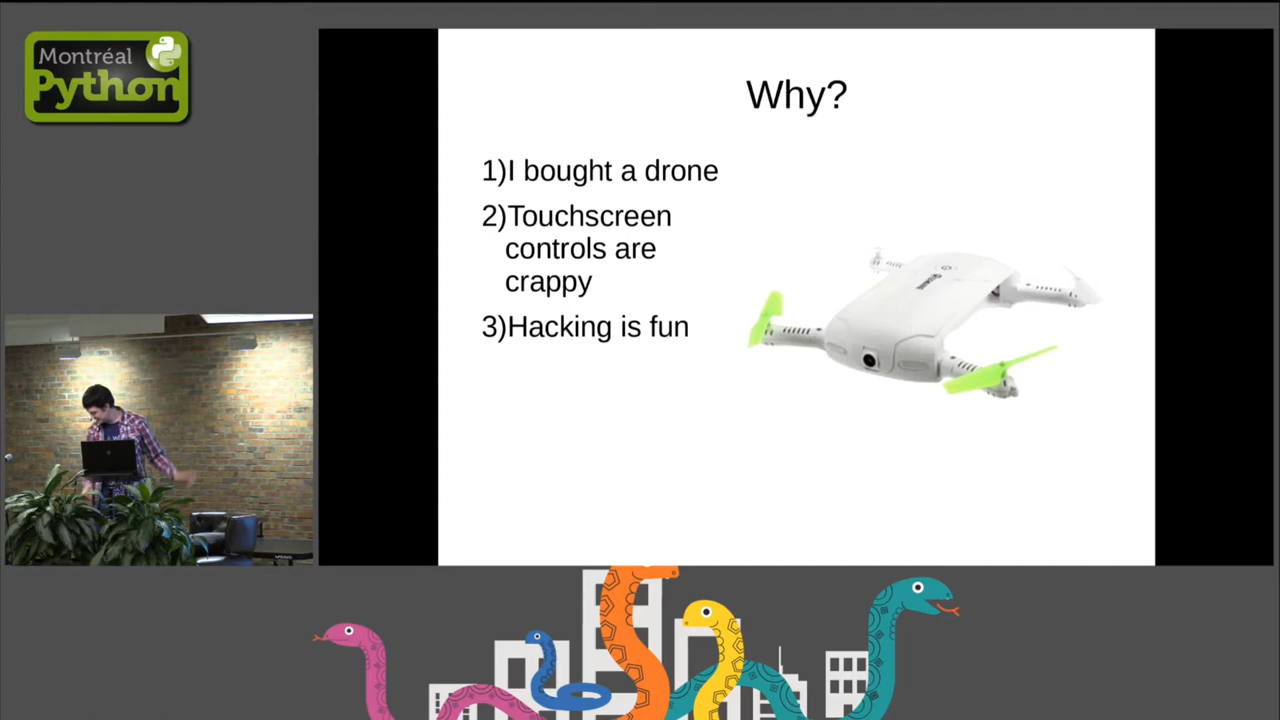 Montréal
Python
Why?
1)I bought a drone
2)Touchscreen
controls are
crappy
3)Hacking is fun